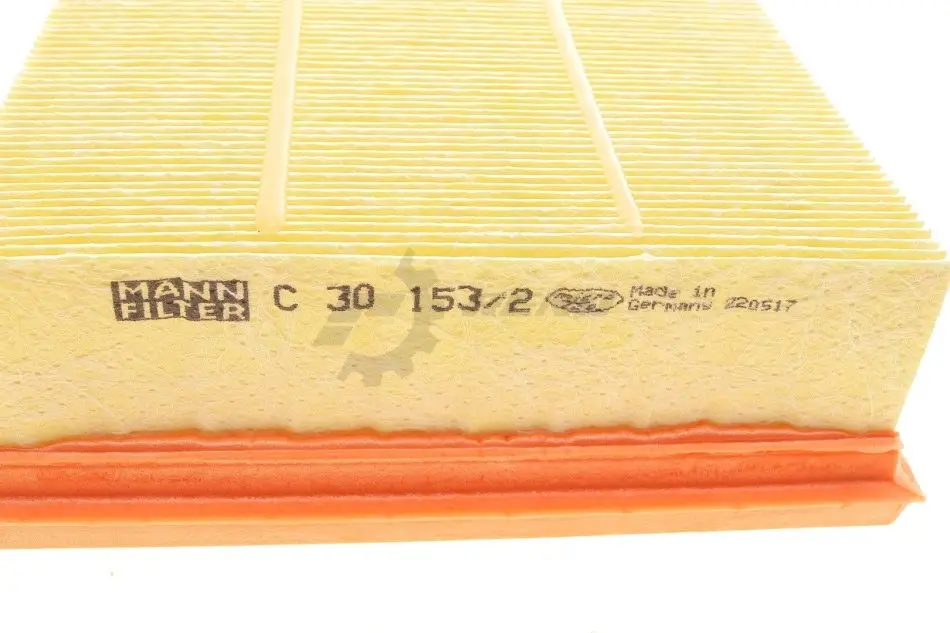 MANN
FILTER
C 30 153/2
Made in
Germany 220517